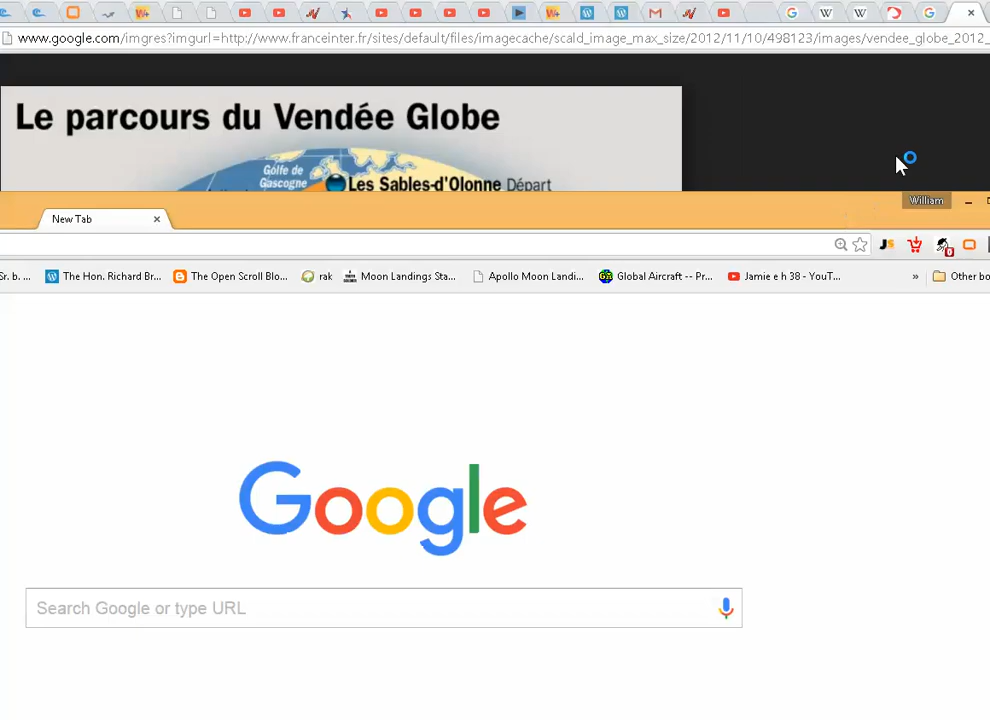 www.google.com/imgres?imgurl=http://www.franceinter.fr/sites/default/files/imagecache/scald_image_max_size/2012/11/10/498123/images/vendee_globe_2012_
Le parcours du Vendée Globe
Golfe de
Gascogne
Les Sables-d'Olonne Départ
William
New Tab
Sr. b. ...
The Hon. Richard Br...
The Open Scroll Blo...
rak
Moon Landings Sta...
Apollo Moon Landi...
Global Aircraft -- Pr...
Jamie e h 38 - YouT...
»
Other bo
Google
Search Google or type URL